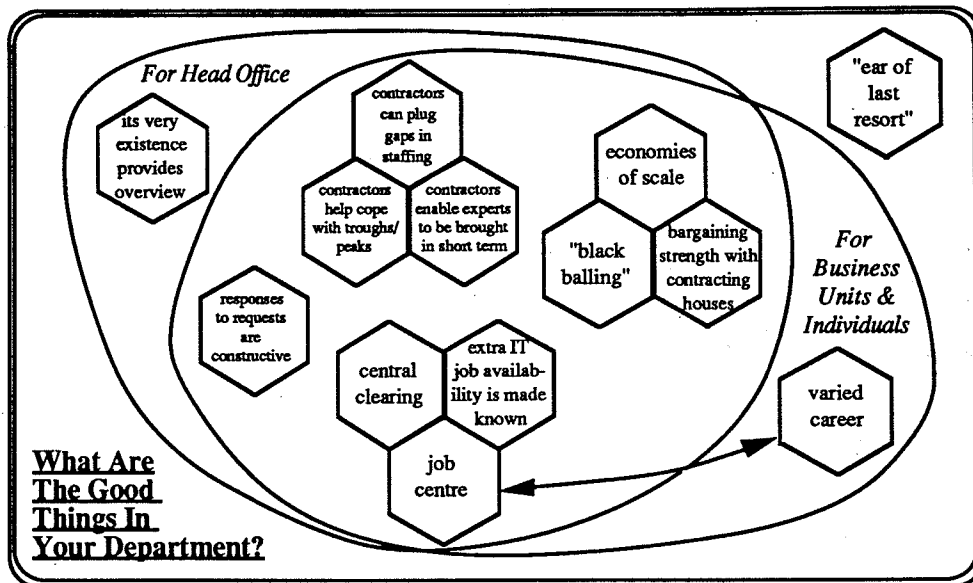 For Head Office
its very
existence
provides
overview
contractors
can plug
gaps in
staffing
contractors
help cope
with troughs/
peaks
contractors
enable experts
to be brought
in short term
economies
of scale
"black
balling"
bargaining
strength with
contracting
houses
"ear of
last
resort"
For
Business
Units &
Individuals
responses
to requests
are
constructive
central
clearing
extra IT
job availab-
ility is made
known
job
centre
varied
career
What Are
The Good
Things In
Your Department?